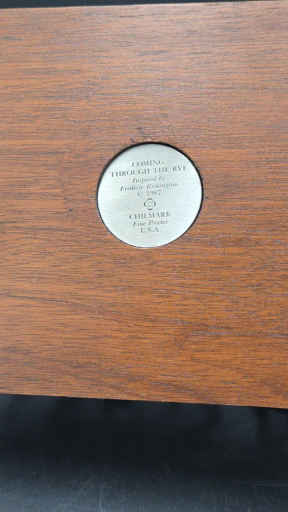 COMING
THROUGH THE RYE
Inspired by
Frederic Remington
© 1987
CHILMARK
Fine Pewter
U.S.A.